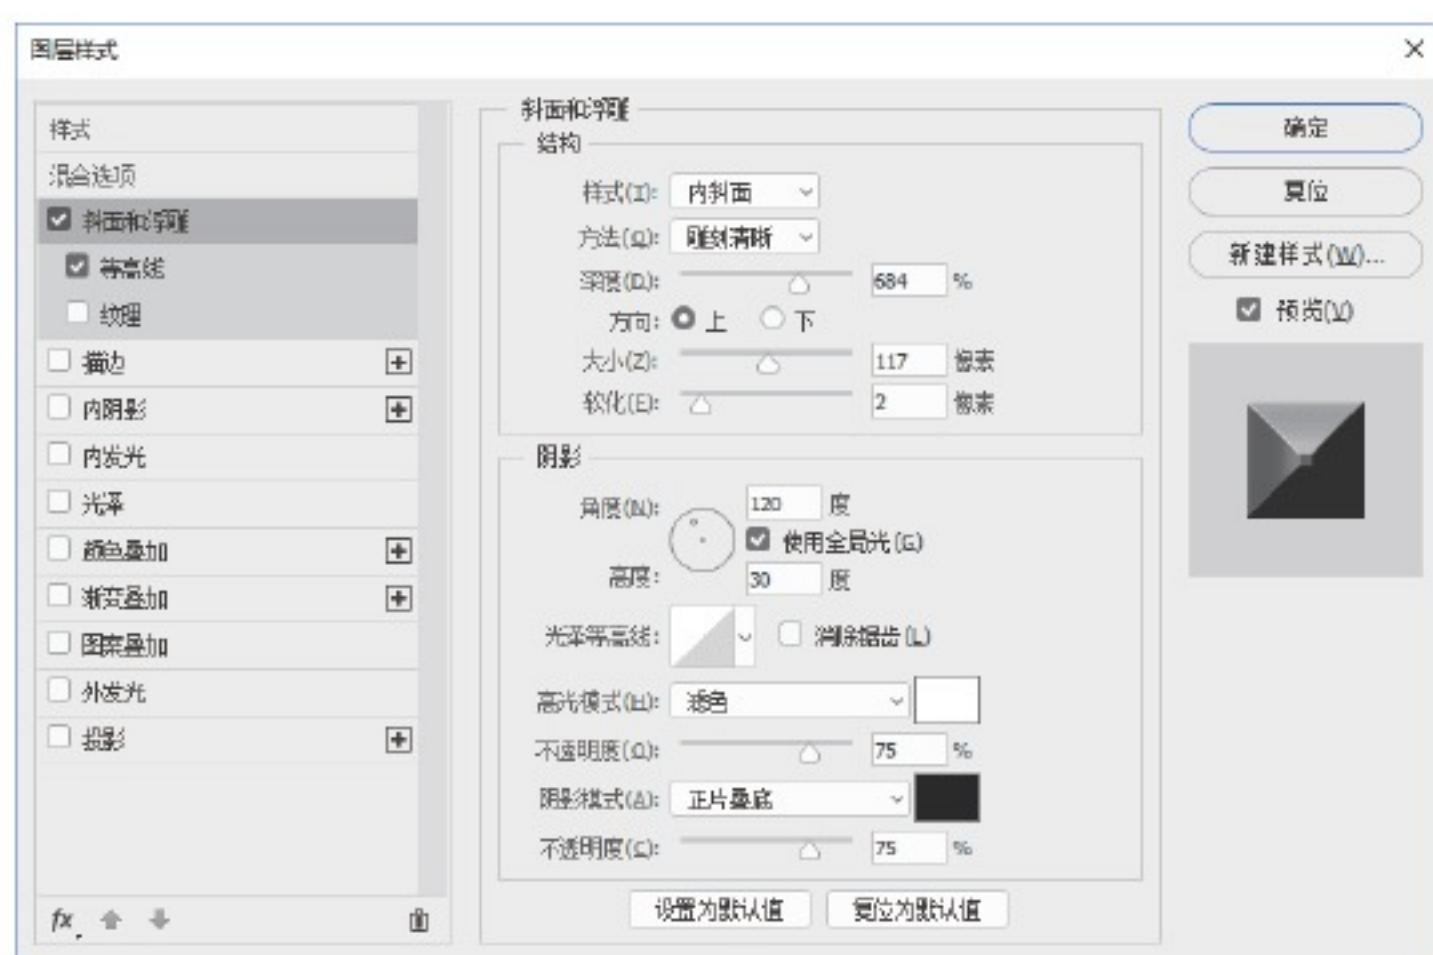 图层样式
样式
混合选项
斜面和浮雕
等高线
纹理
描边
内阴影
内发光
光泽
颜色叠加
渐变叠加
图案叠加
外发光
投影
fx
斜面和浮雕
结构
样式(T): 内斜面
方法(Q): 雕刻清晰
深度(D): 684 %
方向: 上 下
大小(Z): 117 像素
软化(E): 2 像素
阴影
角度(N): 120 度
使用全局光(G)
高度: 30 度
光泽等高线: 消除锯齿(L)
高光模式(H): 滤色
不透明度(O): 75 %
阴影模式(A): 正片叠底
不透明度(C): 75 %
设置为默认值 复位为默认值
确定
复位
新建样式(W)...
预览(V)